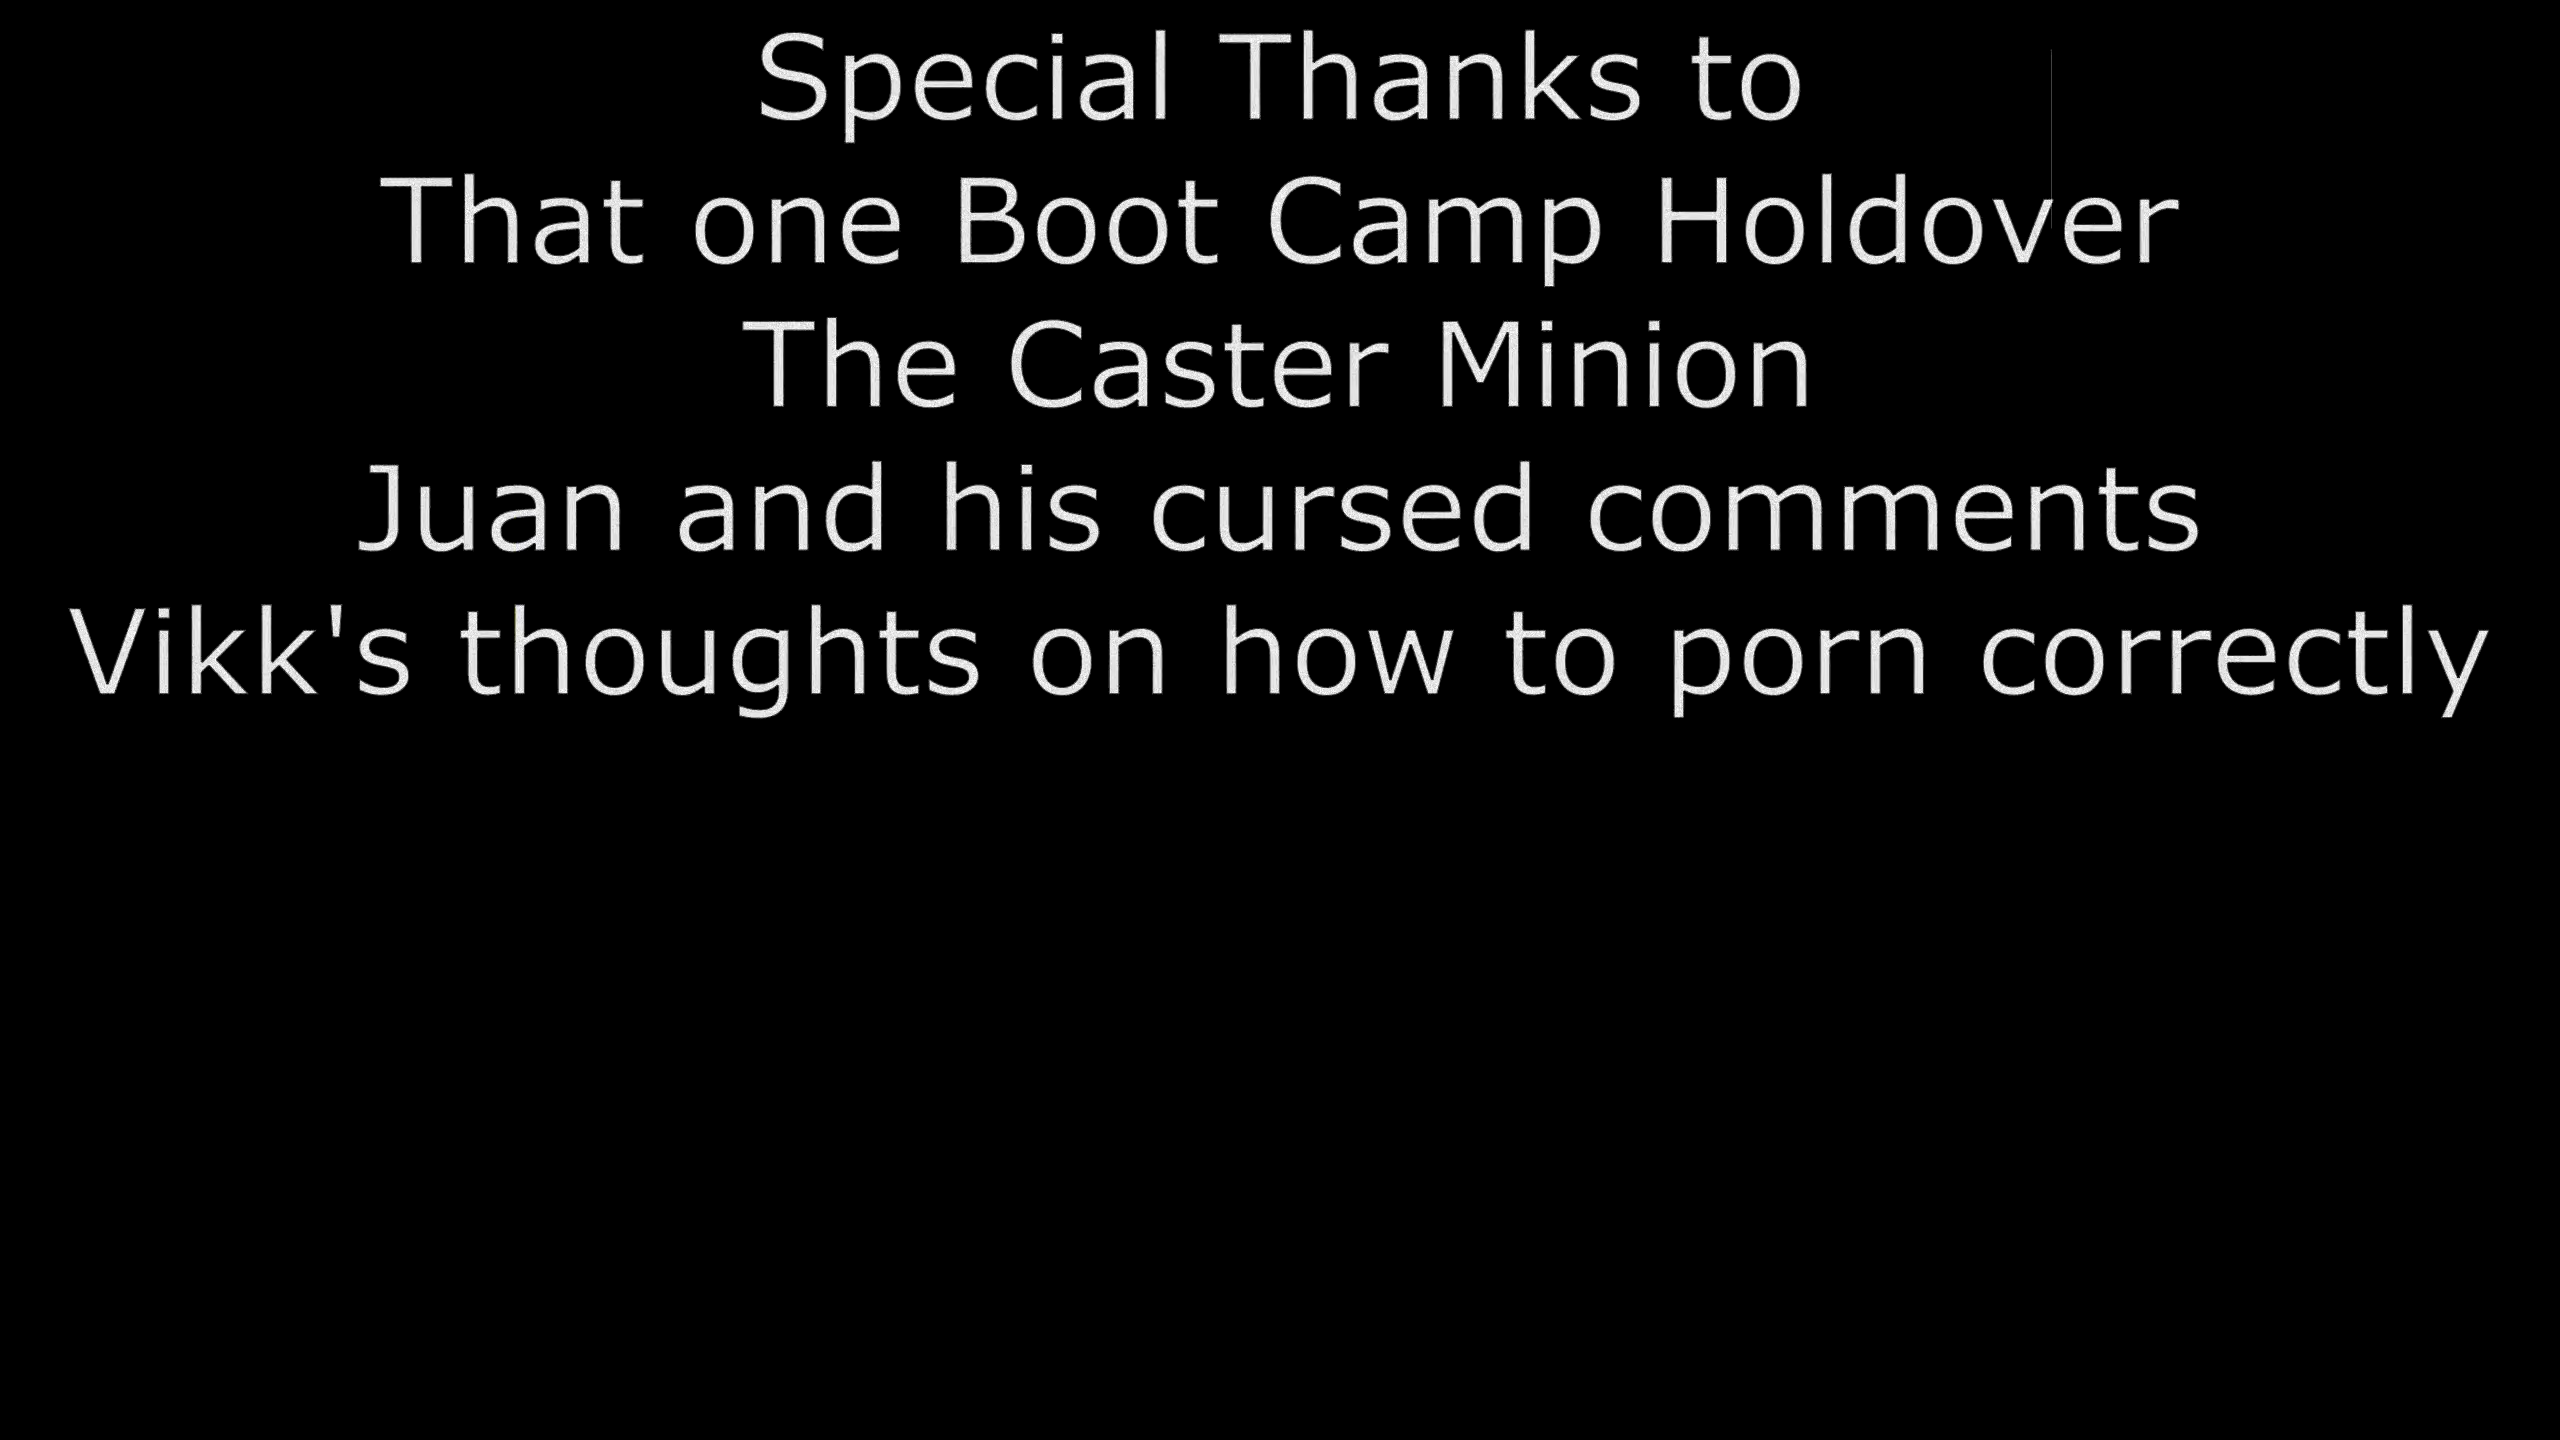 Special Thanks to
That one Boot Camp Holdover
The Caster Minion
Juan and his cursed comments
Vikk's thoughts on how to porn correctly